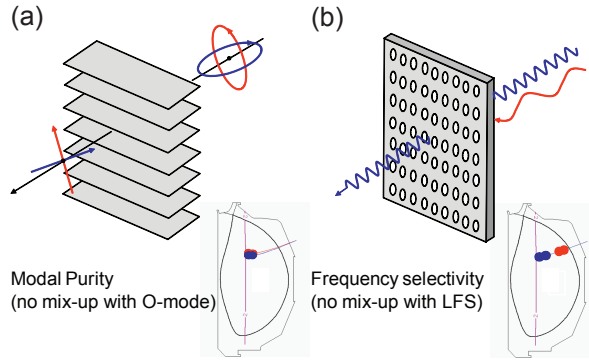 (a)
(b)
Modal Purity
(no mix-up with O-mode)
Frequency selectivity
(no mix-up with LFS)